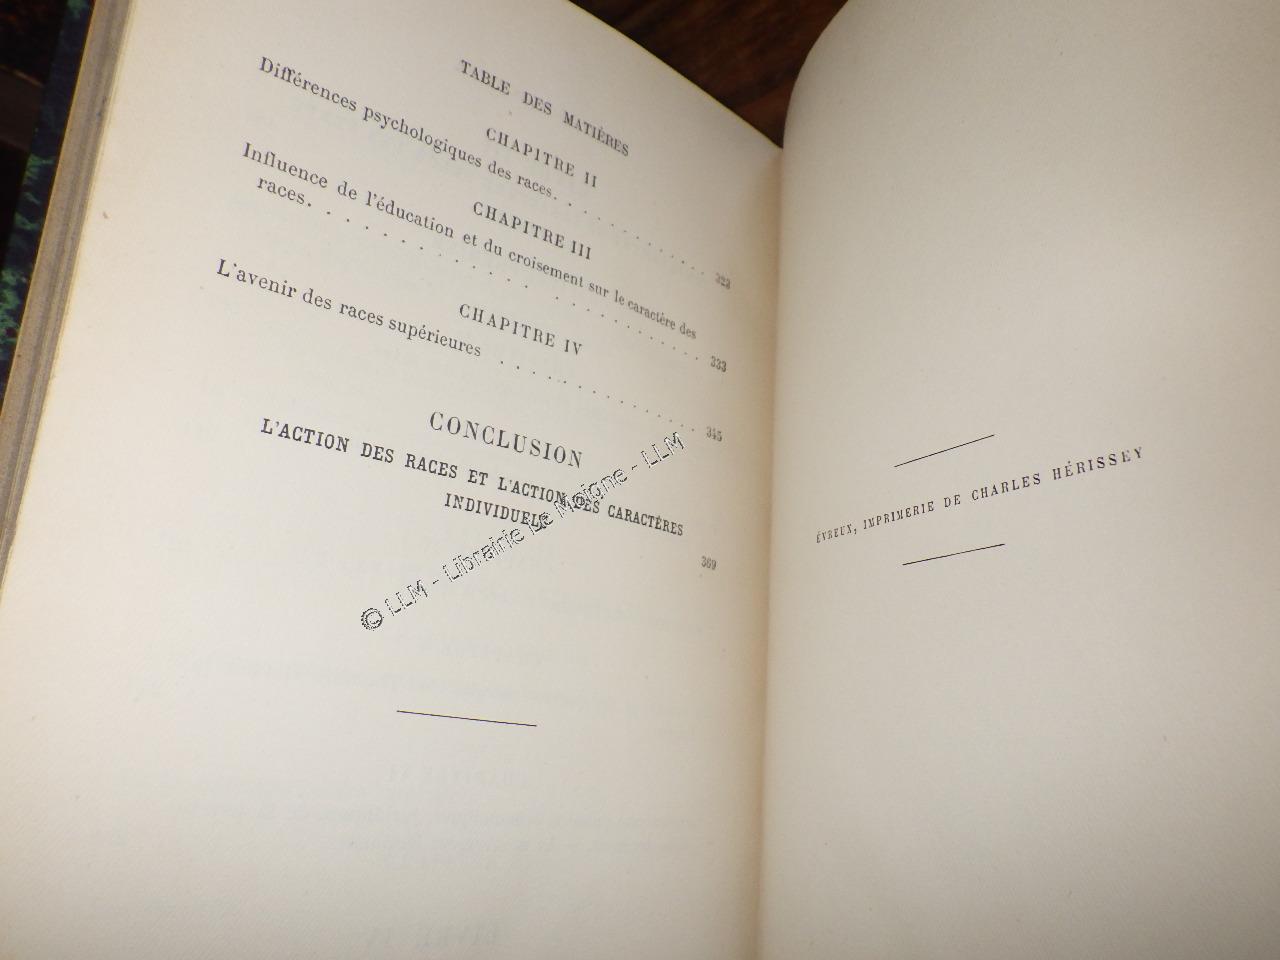 TABLE DES MATIÈRES
CHAPITRE II
Différences psychologiques des races. . . . . . . . . . . . . . 323
CHAPITRE III
Influence de l'éducation et du croisement sur le caractère des
races. . . . . . . . . . . . . . . . . . . . . . . 333
CHAPITRE IV
L'avenir des races supérieures . . . . . . . . . . . . . . 345
CONCLUSION
L'ACTION DES RACES ET L'ACTION DES CARACTÈRES
INDIVIDUELS
369
© LLM - Librairie Le Moigne - LLM
ÉVREUX, IMPRIMERIE DE CHARLES HÉRISSEY